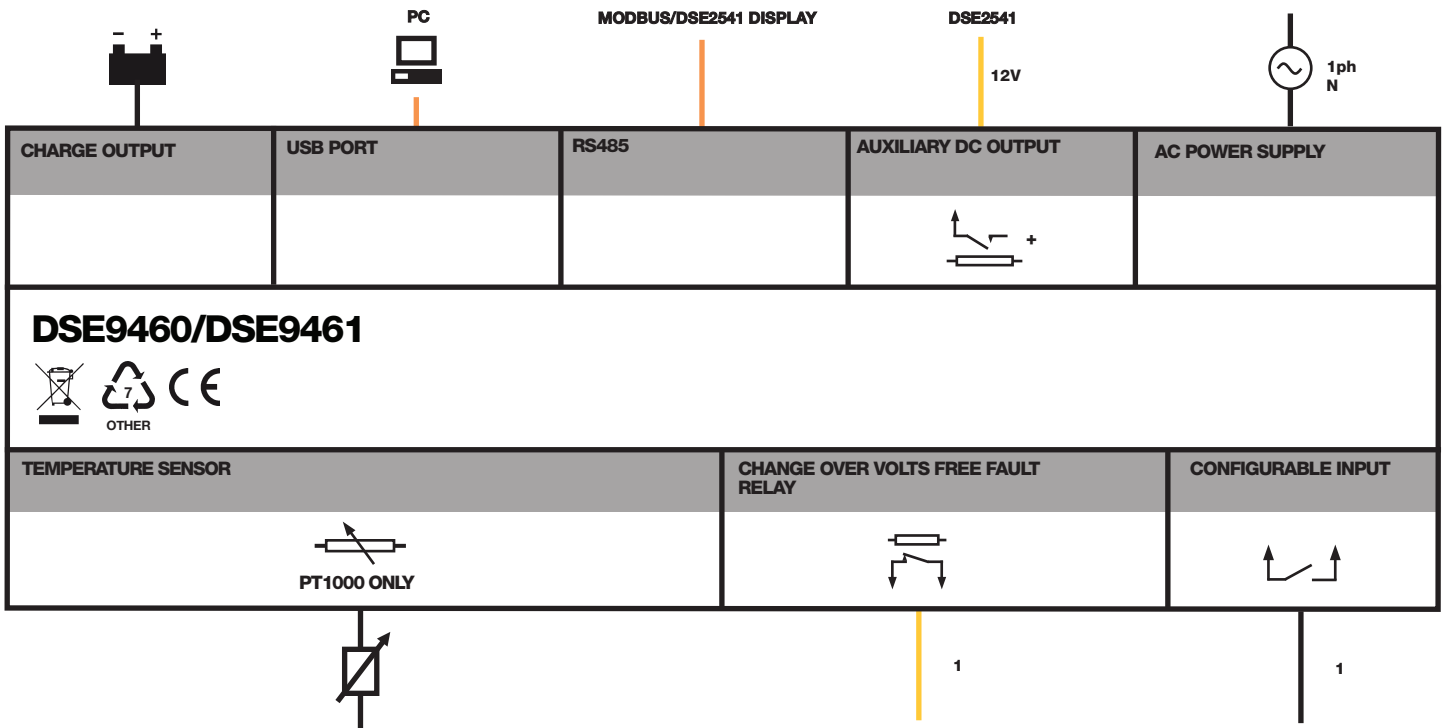 PC
MODBUS/DSE2541 DISPLAY
DSE2541
- +
12V
1ph
N
CHARGE OUTPUT
USB PORT
RS485
AUXILIARY DC OUTPUT
AC POWER SUPPLY
+
DSE9460/DSE9461
7
CE
OTHER
TEMPERATURE SENSOR
CHANGE OVER VOLTS FREE FAULT
RELAY
CONFIGURABLE INPUT
PT1000 ONLY
1
1